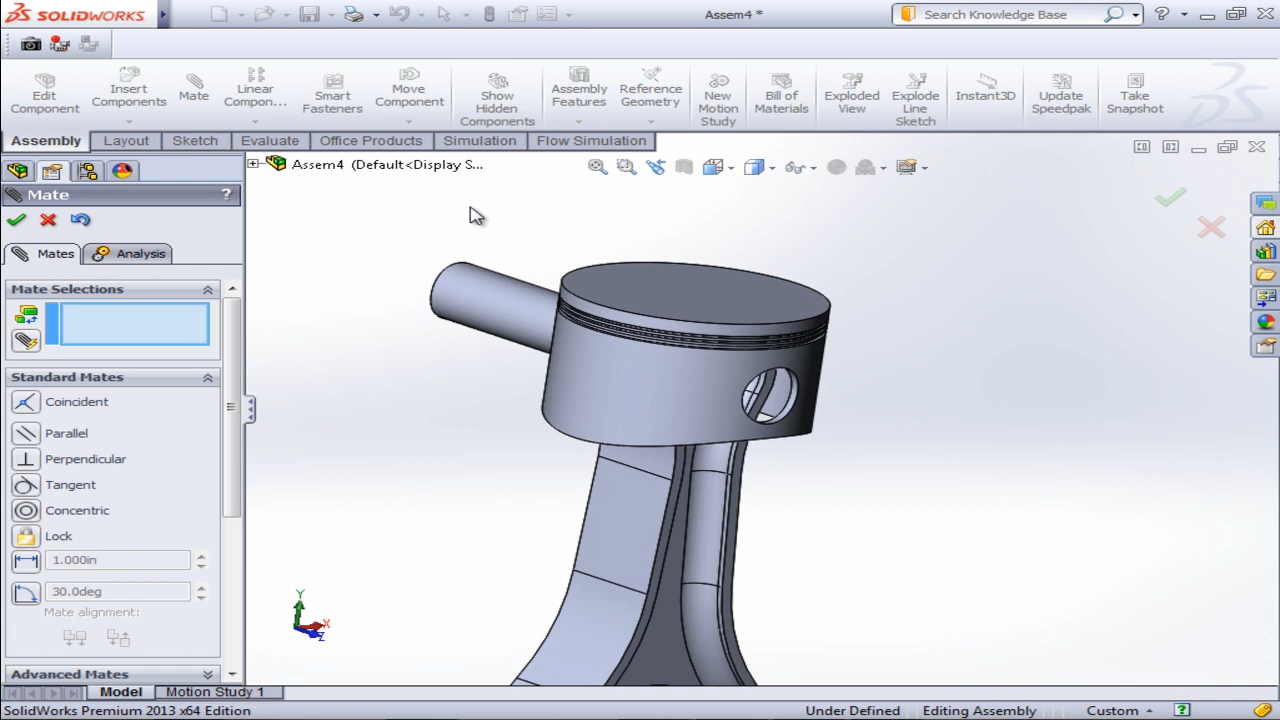 SOLIDWORKS
Assem4 *
Search Knowledge Base
?
Edit Component
Insert Components
Mate
Linear Compon...
Smart Fasteners
Move Component
Show Hidden Components
Assembly Features
Reference Geometry
New Motion Study
Bill of Materials
Exploded View
Explode Line Sketch
Instant3D
Update Speedpak
Take Snapshot
Assembly
Layout
Sketch
Evaluate
Office Products
Simulation
Flow Simulation
Assem4 (Default<Display S...
Mate
?
Mates
Analysis
Mate Selections
Standard Mates
Coincident
Parallel
Perpendicular
Tangent
Concentric
Lock
1.000in
30.0deg
Mate alignment:
Advanced Mates
Y
X
Z
Model
Motion Study 1
SolidWorks Premium 2013 x64 Edition
Under Defined
Editing Assembly
Custom
?